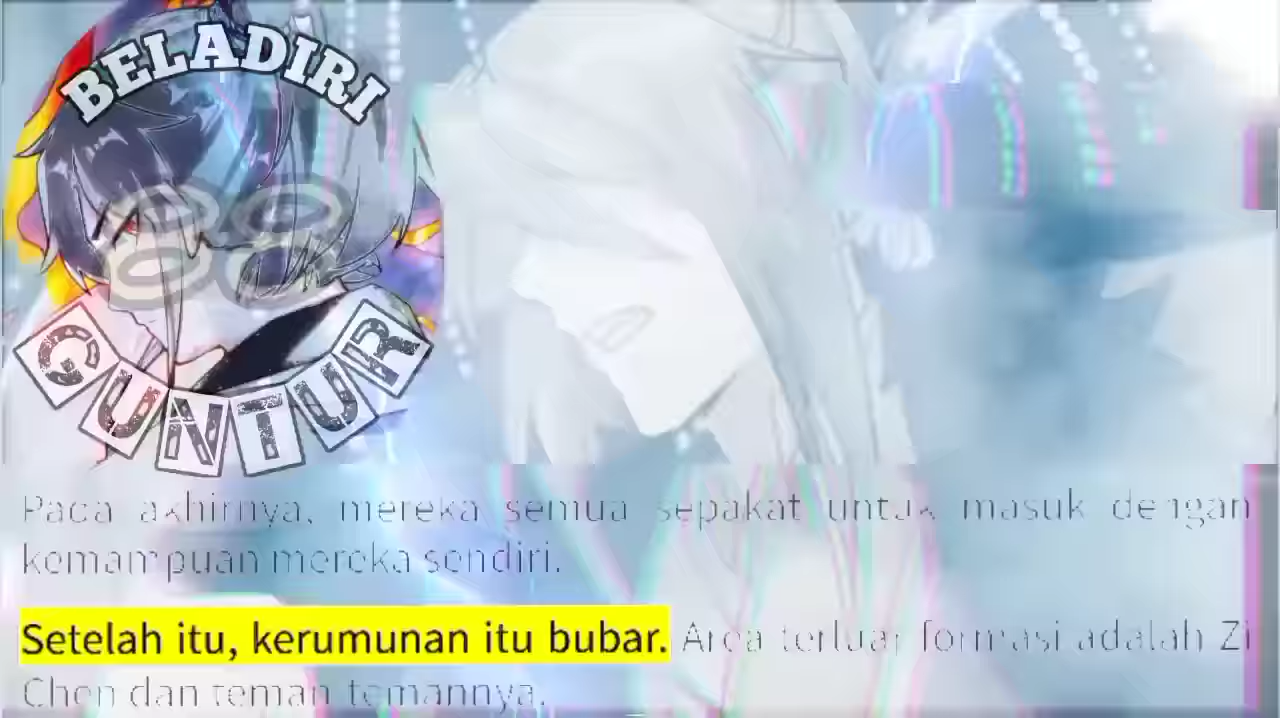 BELADIRI
GUNTUR
Pada akhirnya, mereka semua sepakat untuk masuk dengan
kemampuan mereka sendiri.
Setelah itu, kerumunan itu bubar. Area terluar formasi adalah Zi
Chen dan teman temannya.